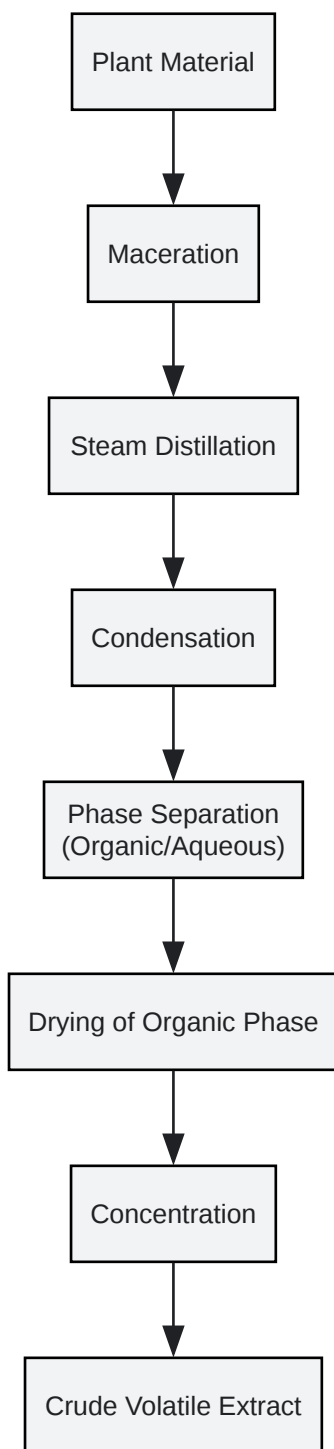 Plant Material
Maceration
Steam Distillation
Condensation
Phase Separation
(Organic/Aqueous)
Drying of Organic Phase
Concentration
Crude Volatile Extract